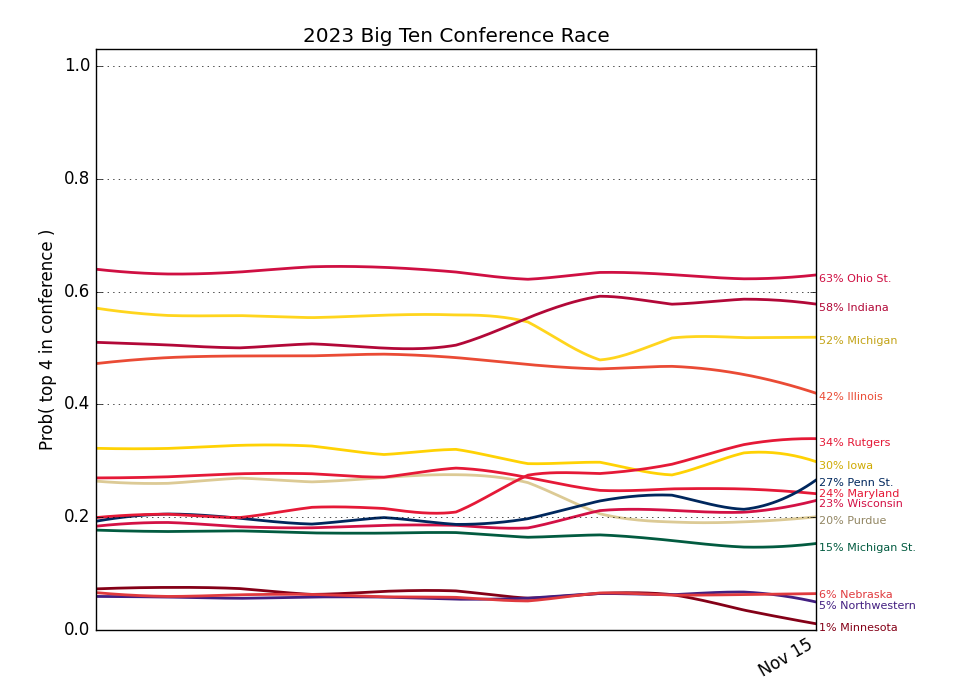 2023 Big Ten Conference Race
Prob( top 4 in conference )
1.0
0.8
0.6
0.4
0.2
0.0
63% Ohio St.
58% Indiana
52% Michigan
42% Illinois
34% Rutgers
30% Iowa
27% Penn St.
24% Maryland
23% Wisconsin
20% Purdue
15% Michigan St.
6% Nebraska
5% Northwestern
1% Minnesota
Nov 15